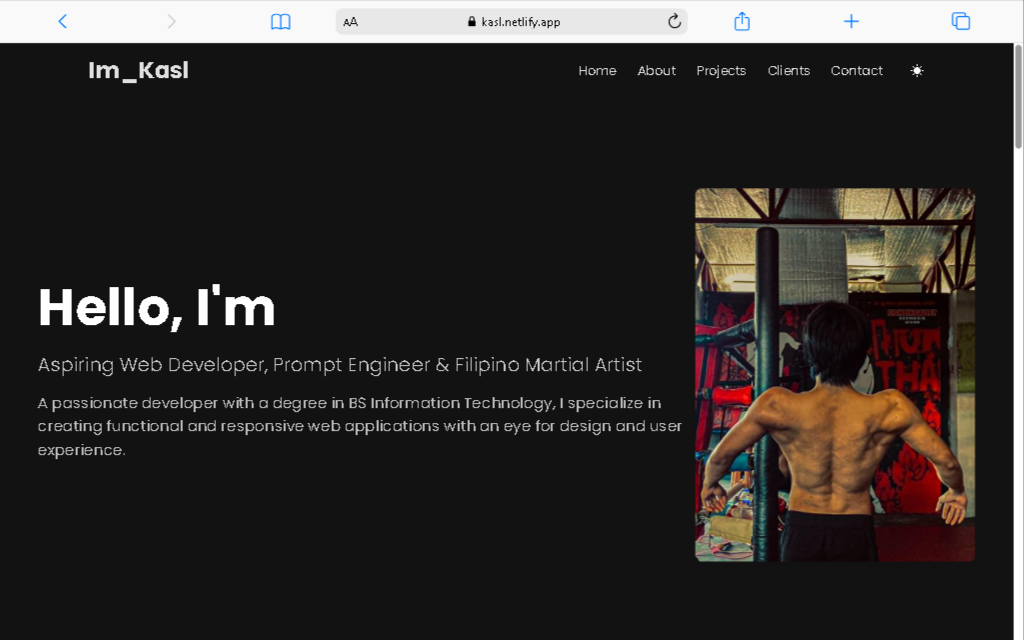 AA kasl.netlify.app
Im_Kasl
Home About Projects Clients Contact
Hello, I'm
Aspiring Web Developer, Prompt Engineer & Filipino Martial Artist
A passionate developer with a degree in BS Information Technology, I specialize in
creating functional and responsive web applications with an eye for design and user
experience.